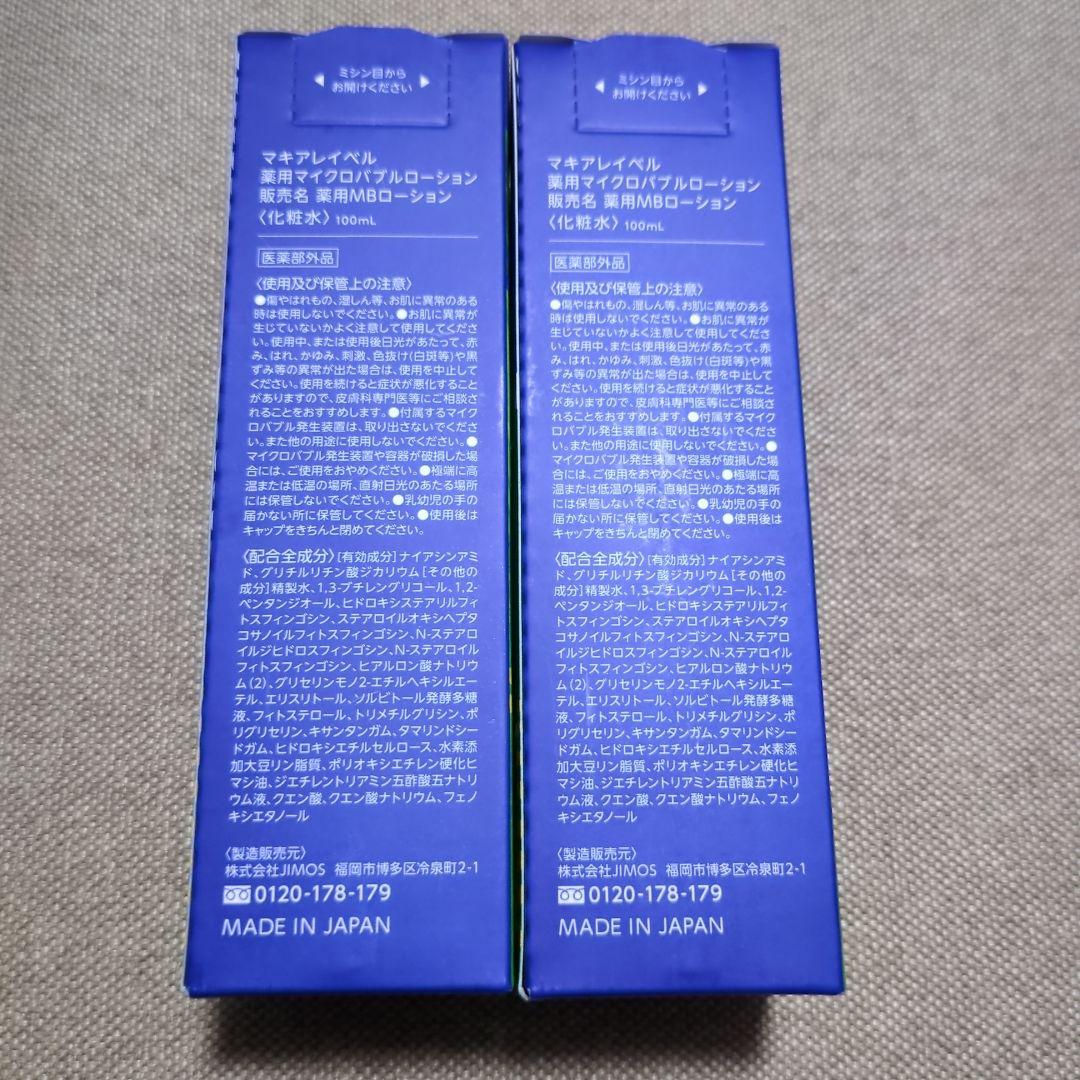 ミシン目から
お開けください
マキアレイベル
薬用マイクロバブルローション
販売名 薬用MBローション
〈化粧水〉100mL
医薬部外品
〈使用及び保管上の注意〉
●傷やはれもの、湿しん等、お肌に異常のある
時は使用しないでください。●お肌に異常が
生じていないかよく注意して使用してくださ
い。使用中、または使用後日光があたって、赤
み、はれ、かゆみ、刺激、色抜け(白斑等)や黒
ずみ等の異常が出た場合は、使用を中止して
ください。使用を続けると症状が悪化すること
がありますので、皮膚科専門医等にご相談さ
れることをおすすめします。●付属するマイク
ロバブル発生装置は、取り出さないでくださ
い。また他の用途に使用しないでください。●
マイクロバブル発生装置や容器が破損した場
合には、ご使用をおやめください。●極端に高
温または低温の場所、直射日光のあたる場所
には保管しないでください。●乳幼児の手の
届かない所に保管してください。●使用後は
キャップをきちんと閉めてください。
〈配合全成分〉[有効成分]ナイアシンアミ
ド、グリチルリチン酸ジカリウム[その他の
成分]精製水、1,3-ブチレングリコール、1,2-
ペンタンジオール、ヒドロキシステアリルフィ
トスフィンゴシン、ステアロイルオキシヘプタ
コサノイルフィトスフィンゴシン、N-ステアロ
イルジヒドロスフィンゴシン、N-ステアロイル
フィトスフィンゴシン、ヒアルロン酸ナトリウ
ム(2)、グリセリンモノ2-エチルヘキシルエー
テル、エリスリトール、ソルビトール発酵多糖
液、フィトステロール、トリメチルグリシン、ポ
リグリセリン、キサンタンガム、タマリンドシー
ドガム、ヒドロキシエチルセルロース、水素添
加大豆リン脂質、ポリオキシエチレン硬化ヒ
マシ油、ジエチレントリアミン五酢酸五ナトリ
ウム液、クエン酸、クエン酸ナトリウム、フェノ
キシエタノール
〈製造販売元〉
株式会社JIMOS 福岡市博多区冷泉町2-1
0120-178-179
MADE IN JAPAN
ミシン目から
お開けください
マキアレイベル
薬用マイクロバブルローション
販売名 薬用MBローション
〈化粧水〉100mL
医薬部外品
〈使用及び保管上の注意〉
●傷やはれもの、湿しん等、お肌に異常のある
時は使用しないでください。●お肌に異常が
生じていないかよく注意して使用してくださ
い。使用中、または使用後日光があたって、赤
み、はれ、かゆみ、刺激、色抜け(白斑等)や黒
ずみ等の異常が出た場合は、使用を中止して
ください。使用を続けると症状が悪化すること
がありますので、皮膚科専門医等にご相談さ
れることをおすすめします。●付属するマイク
ロバブル発生装置は、取り出さないでくださ
い。また他の用途に使用しないでください。●
マイクロバブル発生装置や容器が破損した場
合には、ご使用をおやめください。●極端に高
温または低温の場所、直射日光のあたる場所
には保管しないでください。●乳幼児の手の
届かない所に保管してください。●使用後は
キャップをきちんと閉めてください。
〈配合全成分〉[有効成分]ナイアシンアミ
ド、グリチルリチン酸ジカリウム[その他の
成分]精製水、1,3-ブチレングリコール、1,2-
ペンタンジオール、ヒドロキシステアリルフィ
トスフィンゴシン、ステアロイルオキシヘプタ
コサノイルフィトスフィンゴシン、N-ステアロ
イルジヒドロスフィンゴシン、N-ステアロイル
フィトスフィンゴシン、ヒアルロン酸ナトリウ
ム(2)、グリセリンモノ2-エチルヘキシルエー
テル、エリスリトール、ソルビトール発酵多糖
液、フィトステロール、トリメチルグリシン、ポ
リグリセリン、キサンタンガム、タマリンドシー
ドガム、ヒドロキシエチルセルロース、水素添
加大豆リン脂質、ポリオキシエチレン硬化ヒ
マシ油、ジエチレントリアミン五酢酸五ナトリ
ウム液、クエン酸、クエン酸ナトリウム、フェノ
キシエタノール
〈製造販売元〉
株式会社JIMOS 福岡市博多区冷泉町2-1
0120-178-179
MADE IN JAPAN